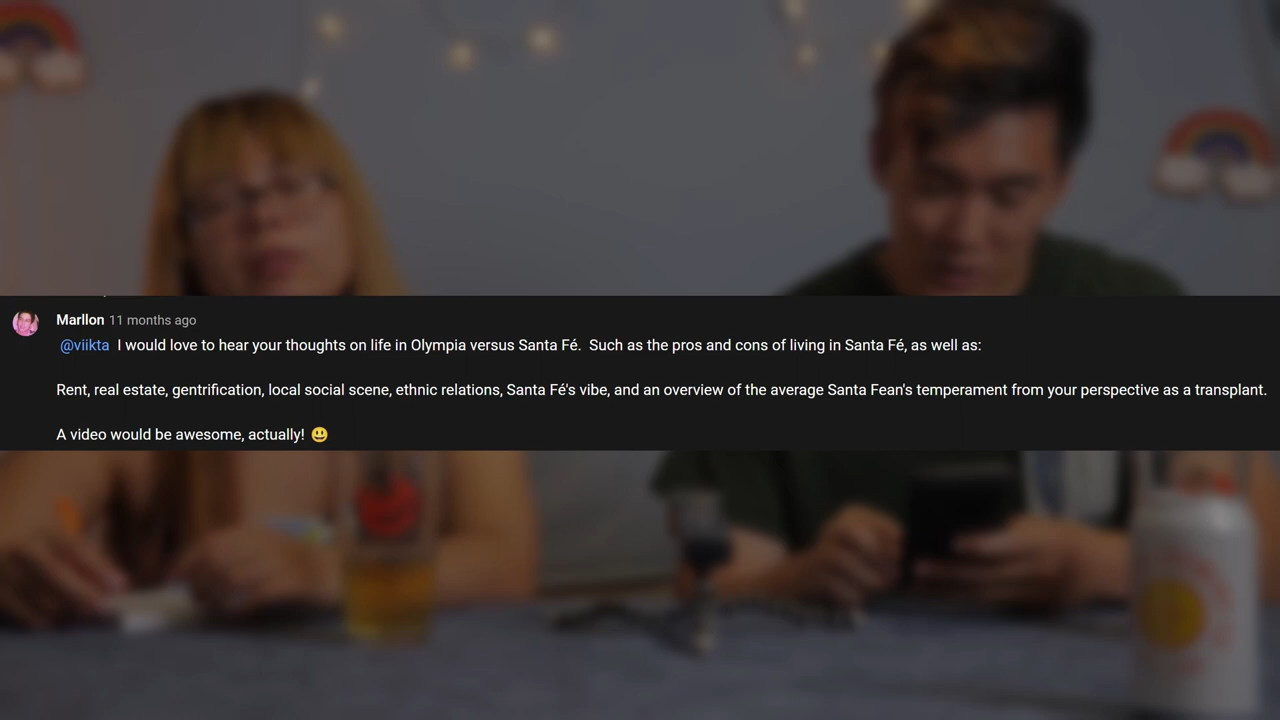 Marllon 11 months ago
@viikta I would love to hear your thoughts on life in Olympia versus Santa Fé. Such as the pros and cons of living in Santa Fé, as well as:
Rent, real estate, gentrification, local social scene, ethnic relations, Santa Fé's vibe, and an overview of the average Santa Fean's temperament from your perspective as a transplant.
A video would be awesome, actually! 😃